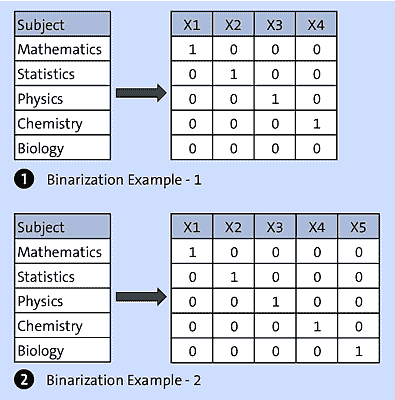 Subject X1 X2 X3 X4
Mathematics 1 0 0 0
Statistics 0 1 0 0
Physics 0 0 1 0
Chemistry 0 0 0 1
Biology 0 0 0 0
1 Binarization Example - 1
Subject X1 X2 X3 X4 X5
Mathematics 1 0 0 0 0
Statistics 0 1 0 0 0
Physics 0 0 1 0 0
Chemistry 0 0 0 1 0
Biology 0 0 0 0 1
2 Binarization Example - 2